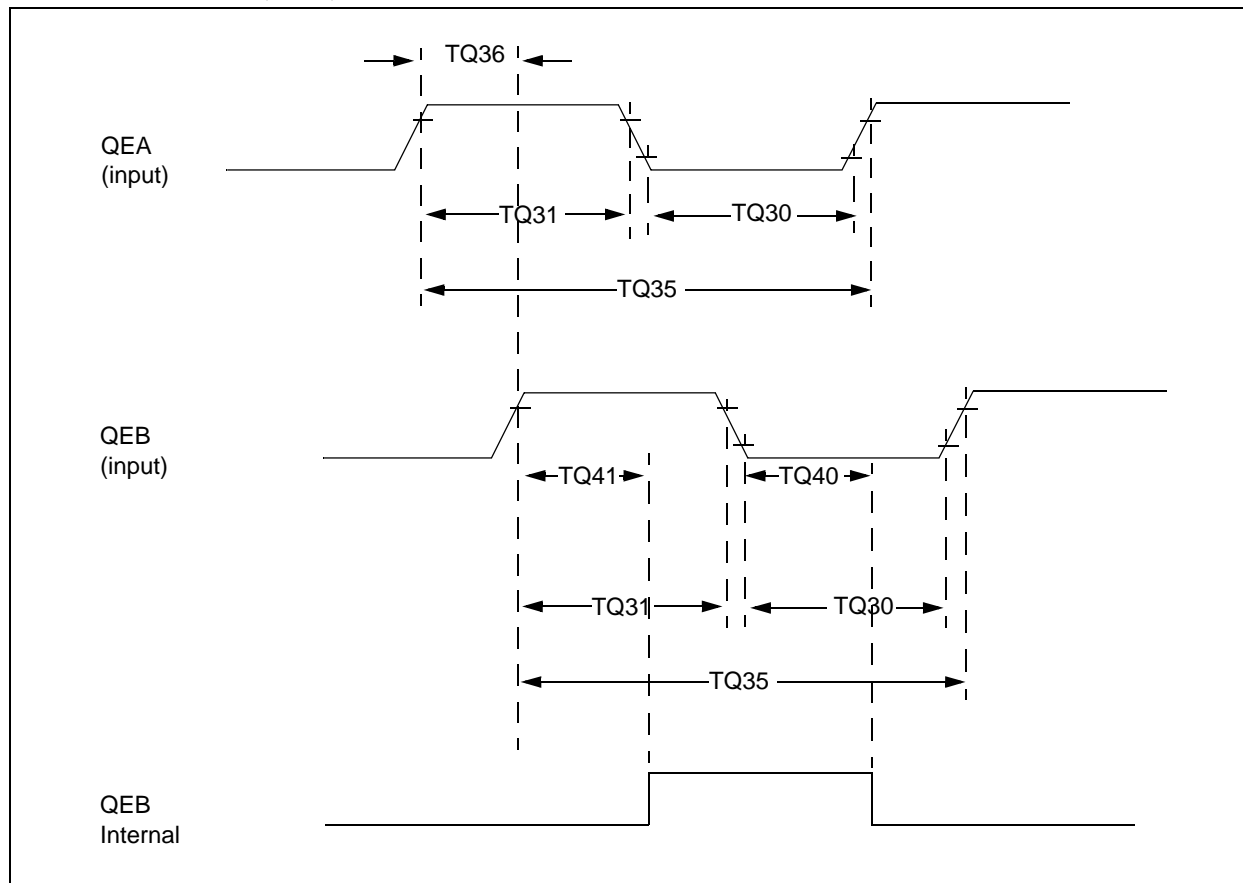 TQ36
QEA
(input)
TQ31
TQ30
TQ35
QEB
(input)
TQ41
TQ40
TQ31
TQ30
TQ35
QEB
Internal